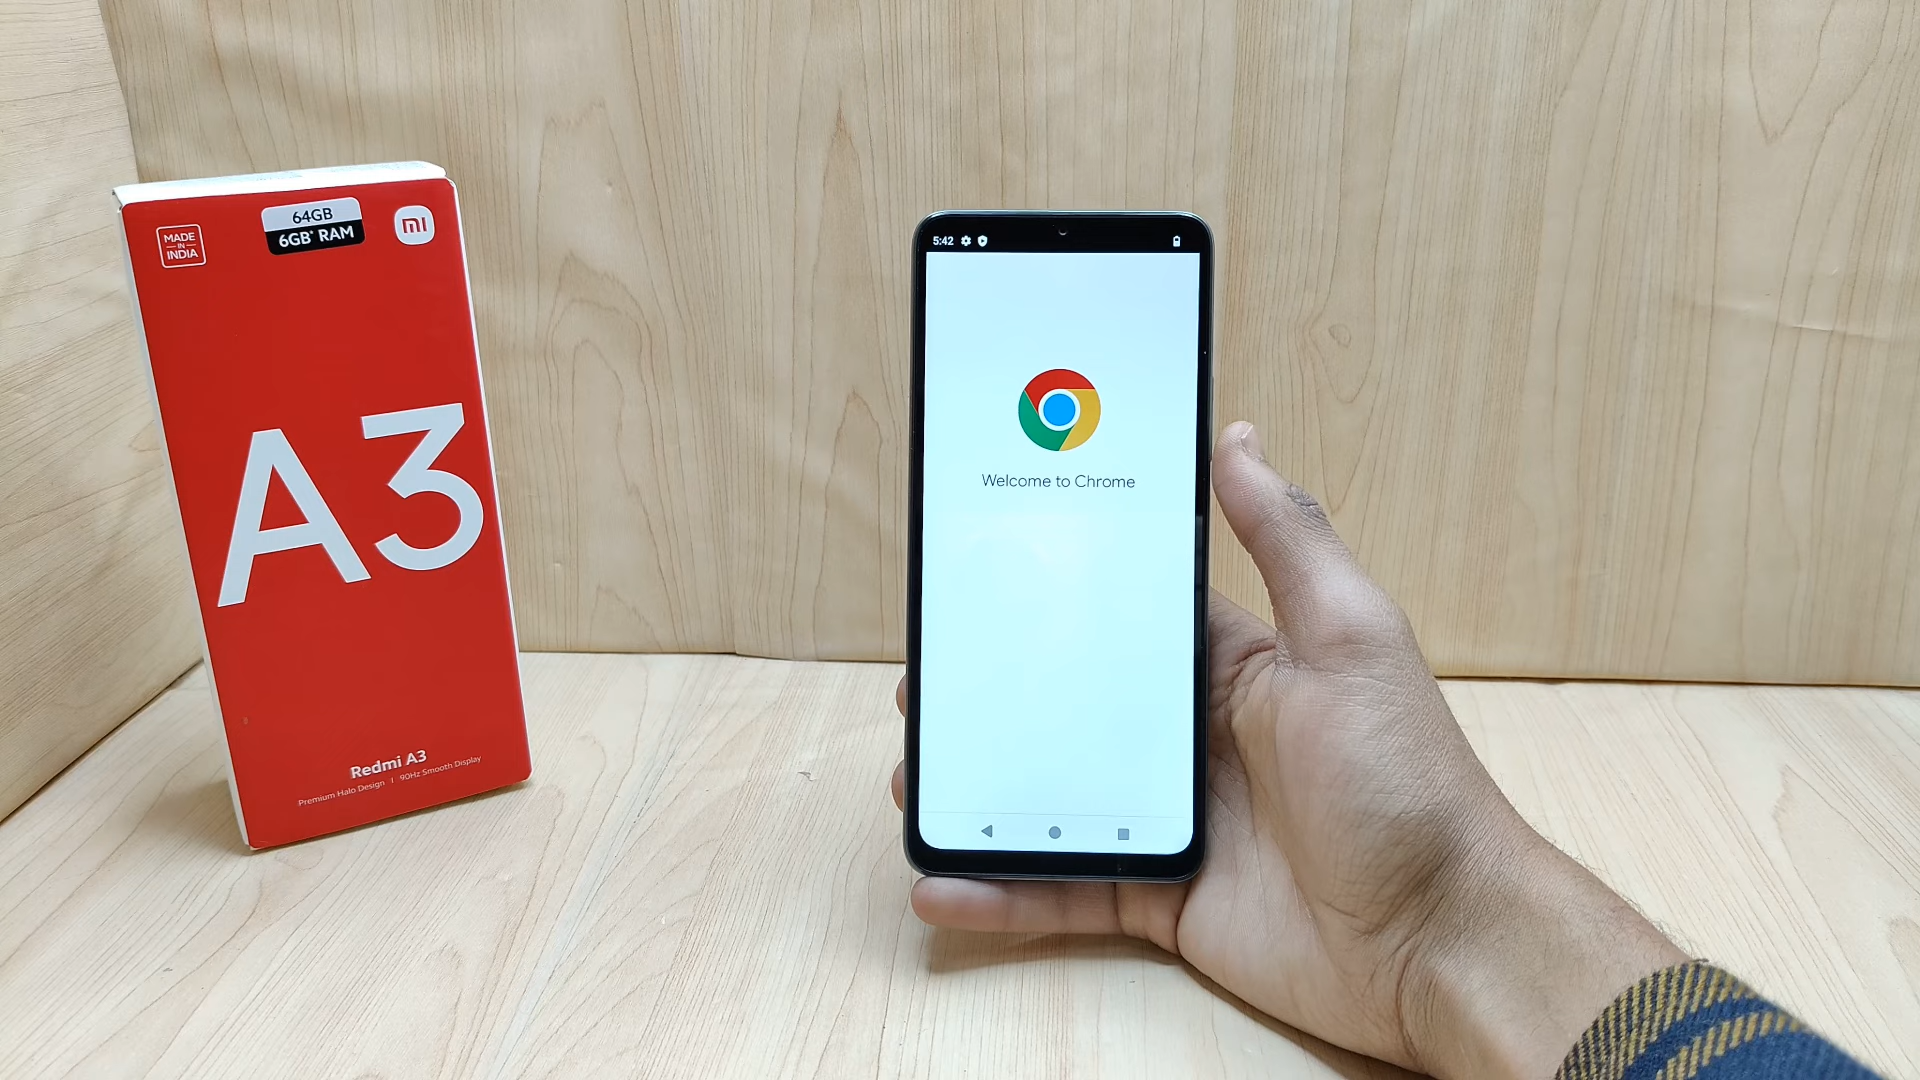 MADE
IN
INDIA
64GB
6GB* RAM
mi
A3
Redmi A3
Premium Halo Design | 90Hz Smooth Display
5:42
Welcome to Chrome